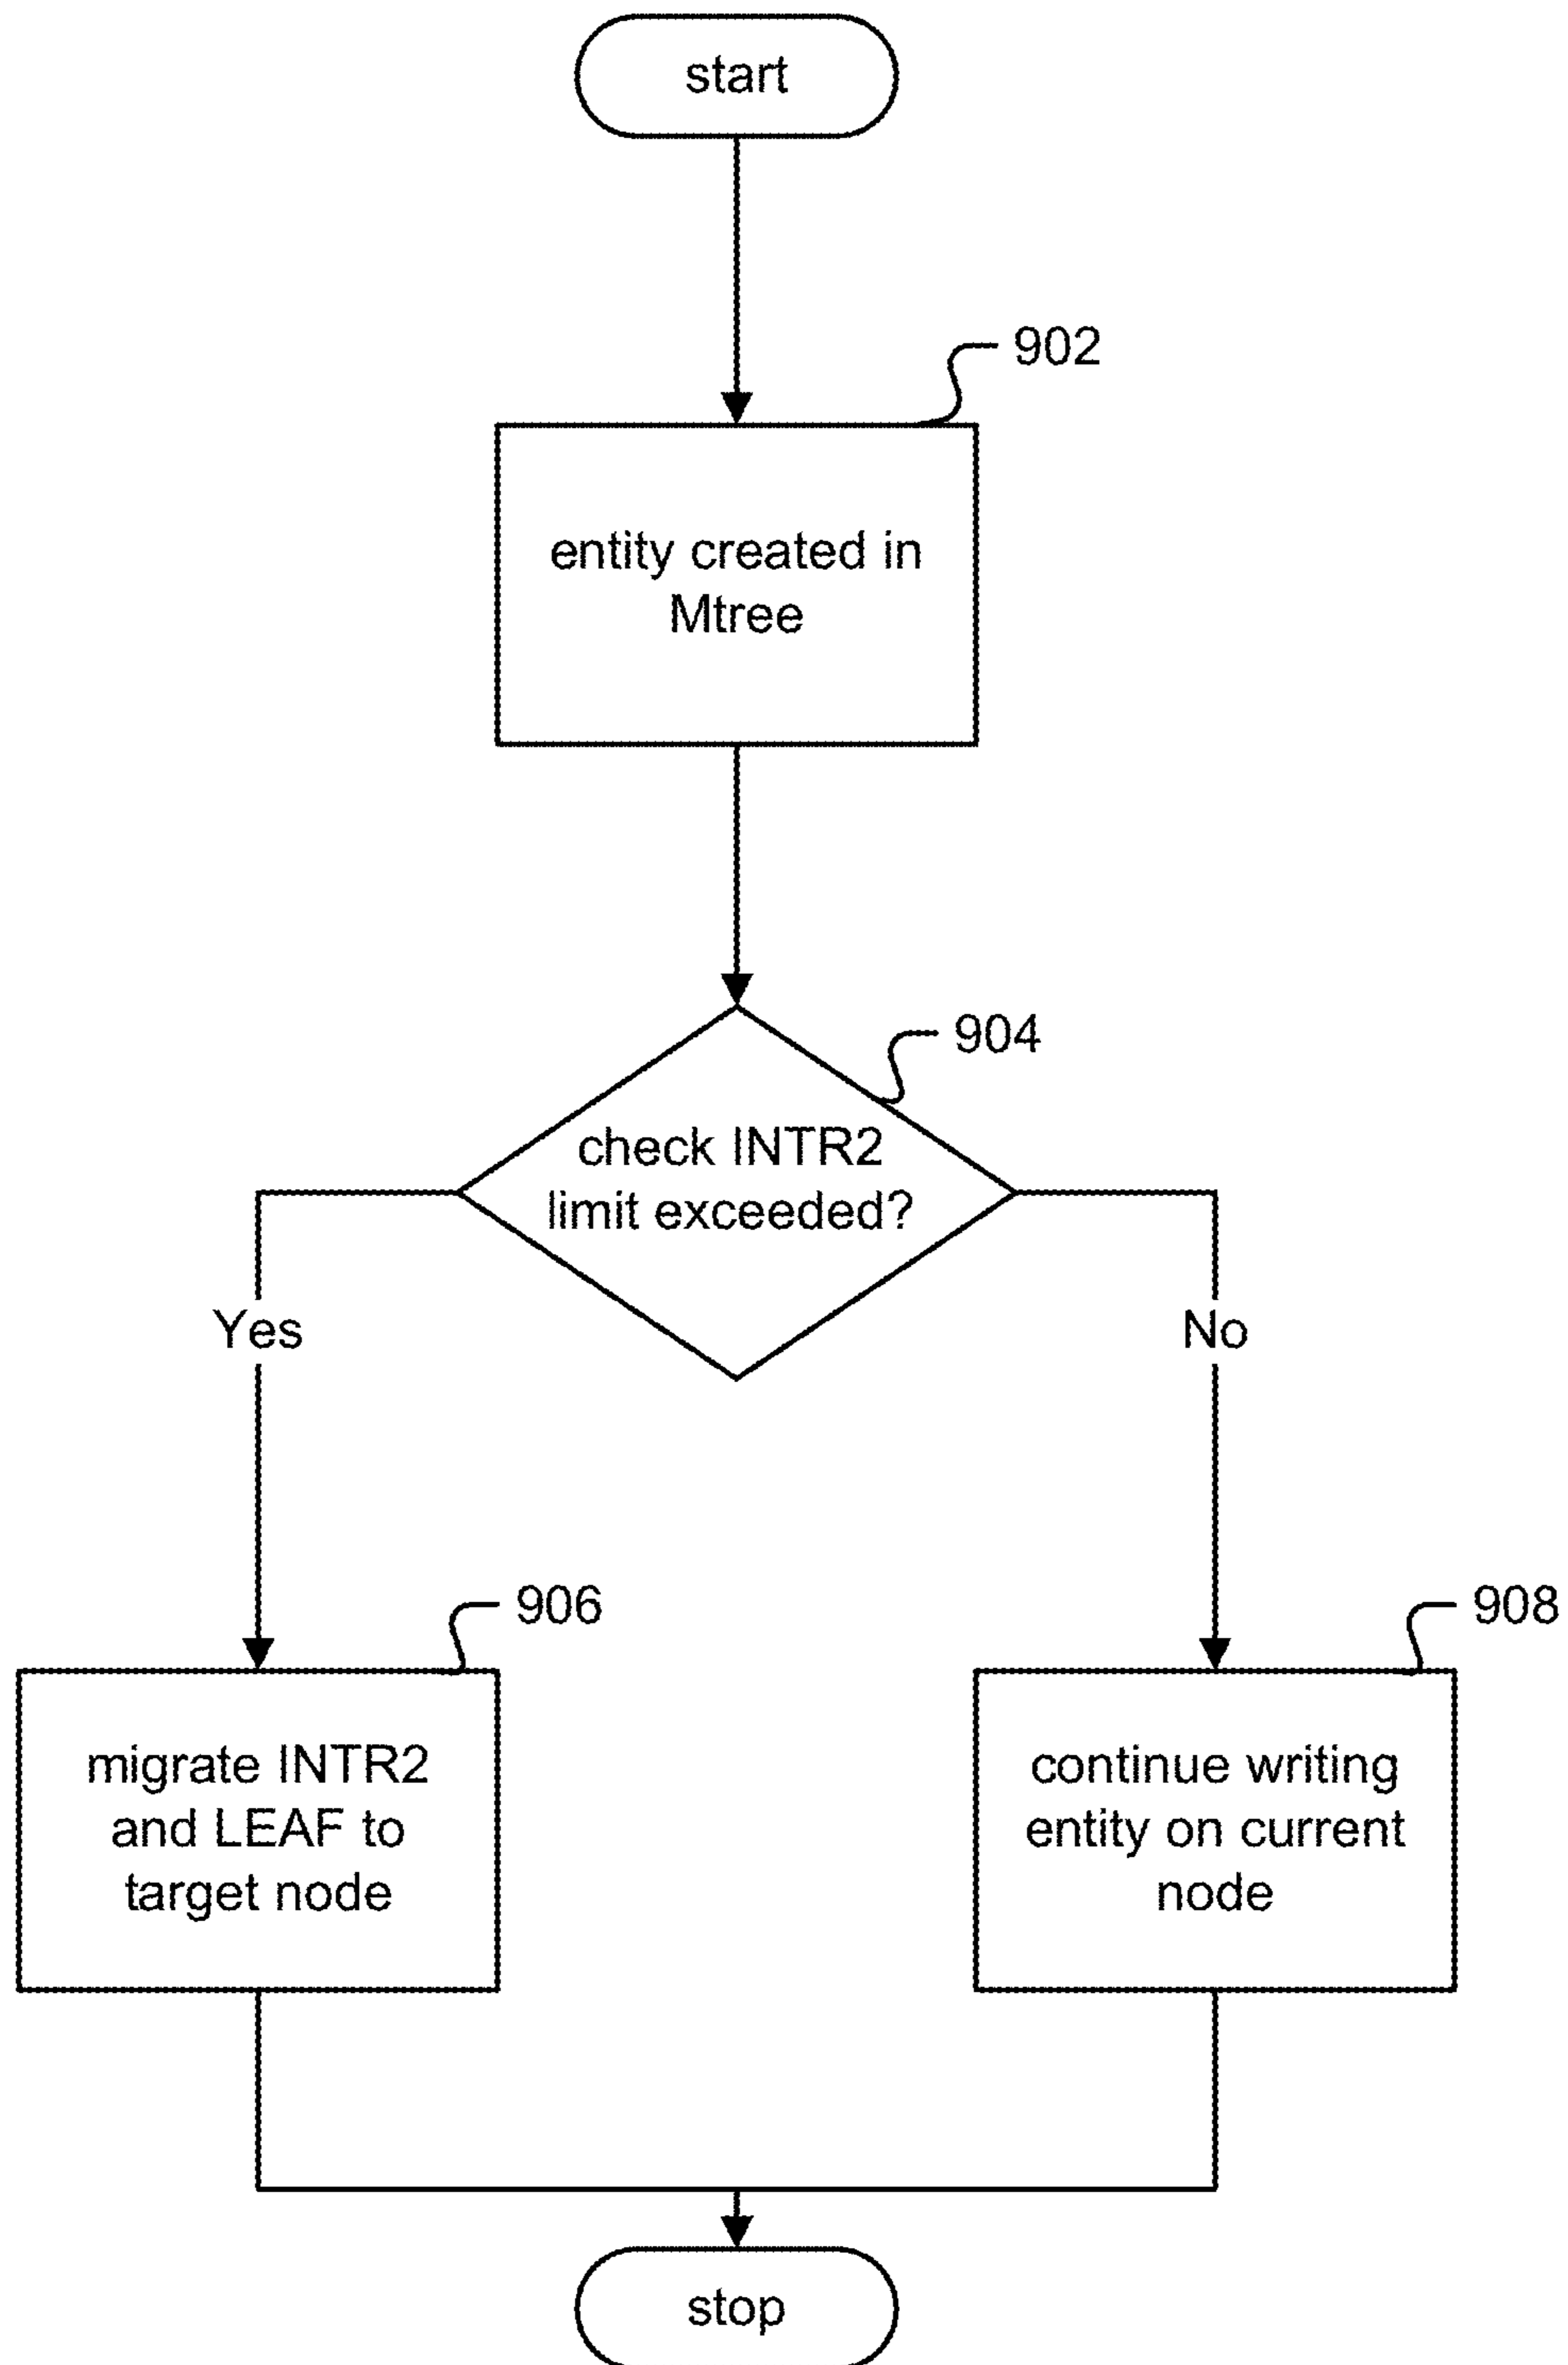 start
902
entity created in
Mtree
904
check INTR2
limit exceeded?
Yes
No
906
908
migrate INTR2
and LEAF to
target node
continue writing
entity on current
node
stop